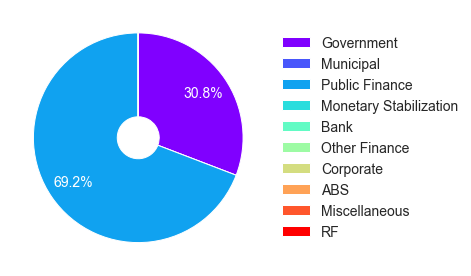 30.8%
69.2%
Government
Municipal
Public Finance
Monetary Stabilization
Bank
Other Finance
Corporate
ABS
Miscellaneous
RF